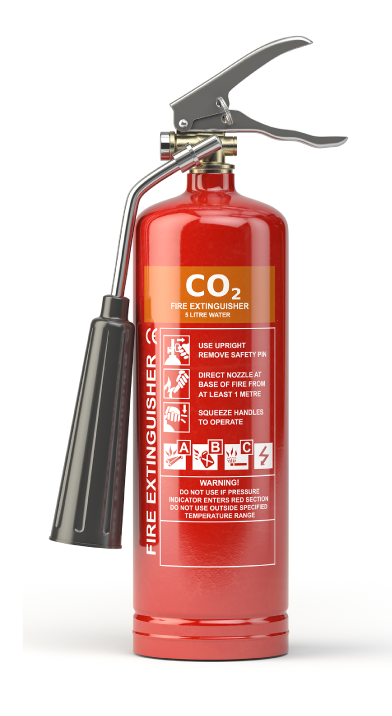 CO₂
FIRE EXTINGUISHER
5 LITRE WATER
FIRE EXTINGUISHER CE
USE UPRIGHT
REMOVE SAFETY PIN
DIRECT NOZZLE AT
BASE OF FIRE FROM
AT LEAST 1 METRE
SQUEEZE HANDLES
TO OPERATE
A B C
WARNING!
DO NOT USE IF PRESSURE
INDICATOR ENTERS RED SECTION
DO NOT USE OUTSIDE SPECIFIED
TEMPERATURE RANGE